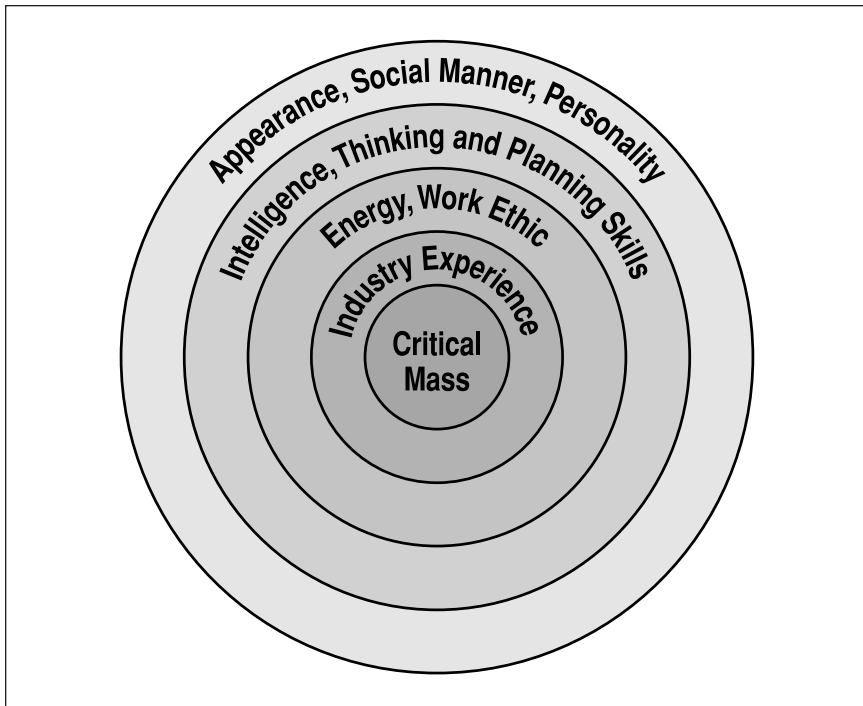 Appearance, Social Manner, Personality
Intelligence, Thinking and Planning Skills
Energy, Work Ethic
Industry Experience
Critical
Mass